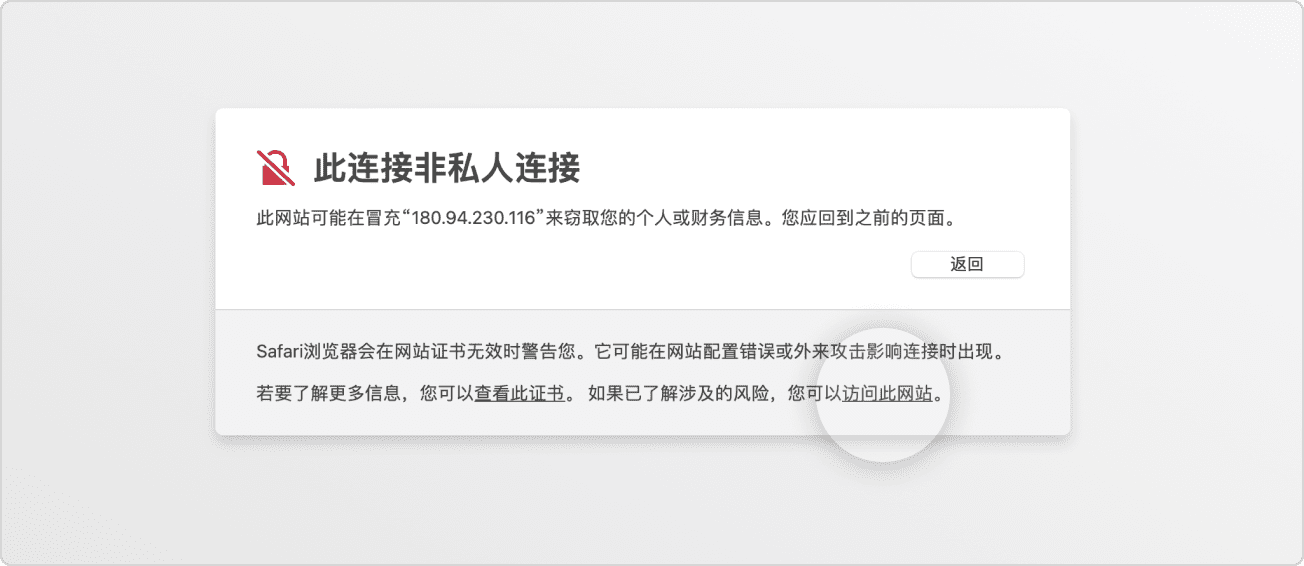 此连接非私人连接
此网站可能在冒充“180.94.230.116”来窃取您的个人或财务信息。您应回到之前的页面。
返回
Safari浏览器会在网站证书无效时警告您。它可能在网站配置错误或外来攻击影响连接时出现。
若要了解更多信息，您可以查看此证书。 如果已了解涉及的风险，您可以访问此网站。